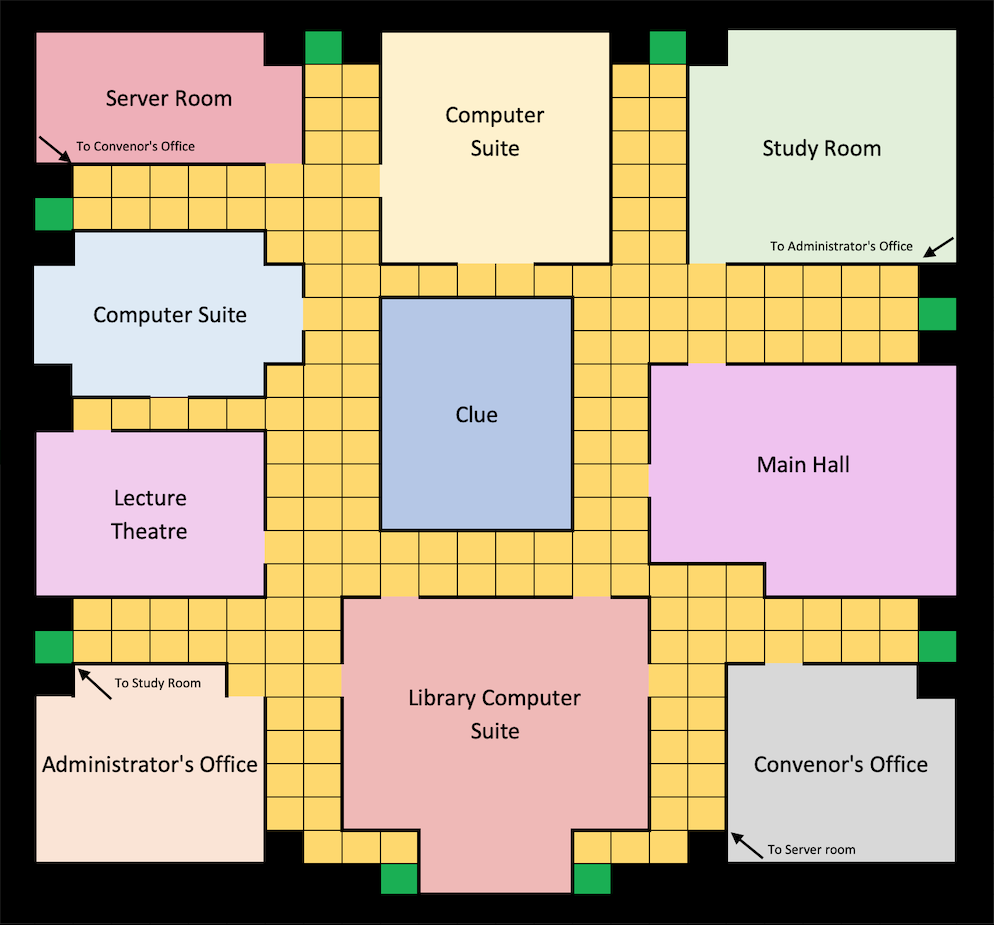 Server Room
To Convenor's Office
Computer
Suite
Study Room
To Administrator's Office
Computer Suite
Clue
Main Hall
Lecture
Theatre
To Study Room
Administrator's Office
Library Computer
Suite
Convenor's Office
To Server room